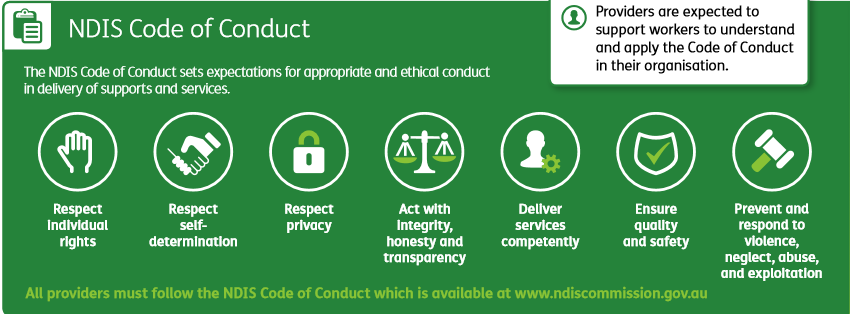 NDIS Code of Conduct
Providers are expected to
support workers to understand
and apply the Code of Conduct
in their organisation.
The NDIS Code of Conduct sets expectations for appropriate and ethical conduct
in delivery of supports and services.
Respect
individual
rights
Respect
self-
determination
Respect
privacy
Act with
integrity,
honesty and
transparency
Deliver
services
competently
Ensure
quality
and safety
Prevent and
respond to
violence,
neglect, abuse,
and exploitation
All providers must follow the NDIS Code of Conduct which is available at www.ndiscommission.gov.au